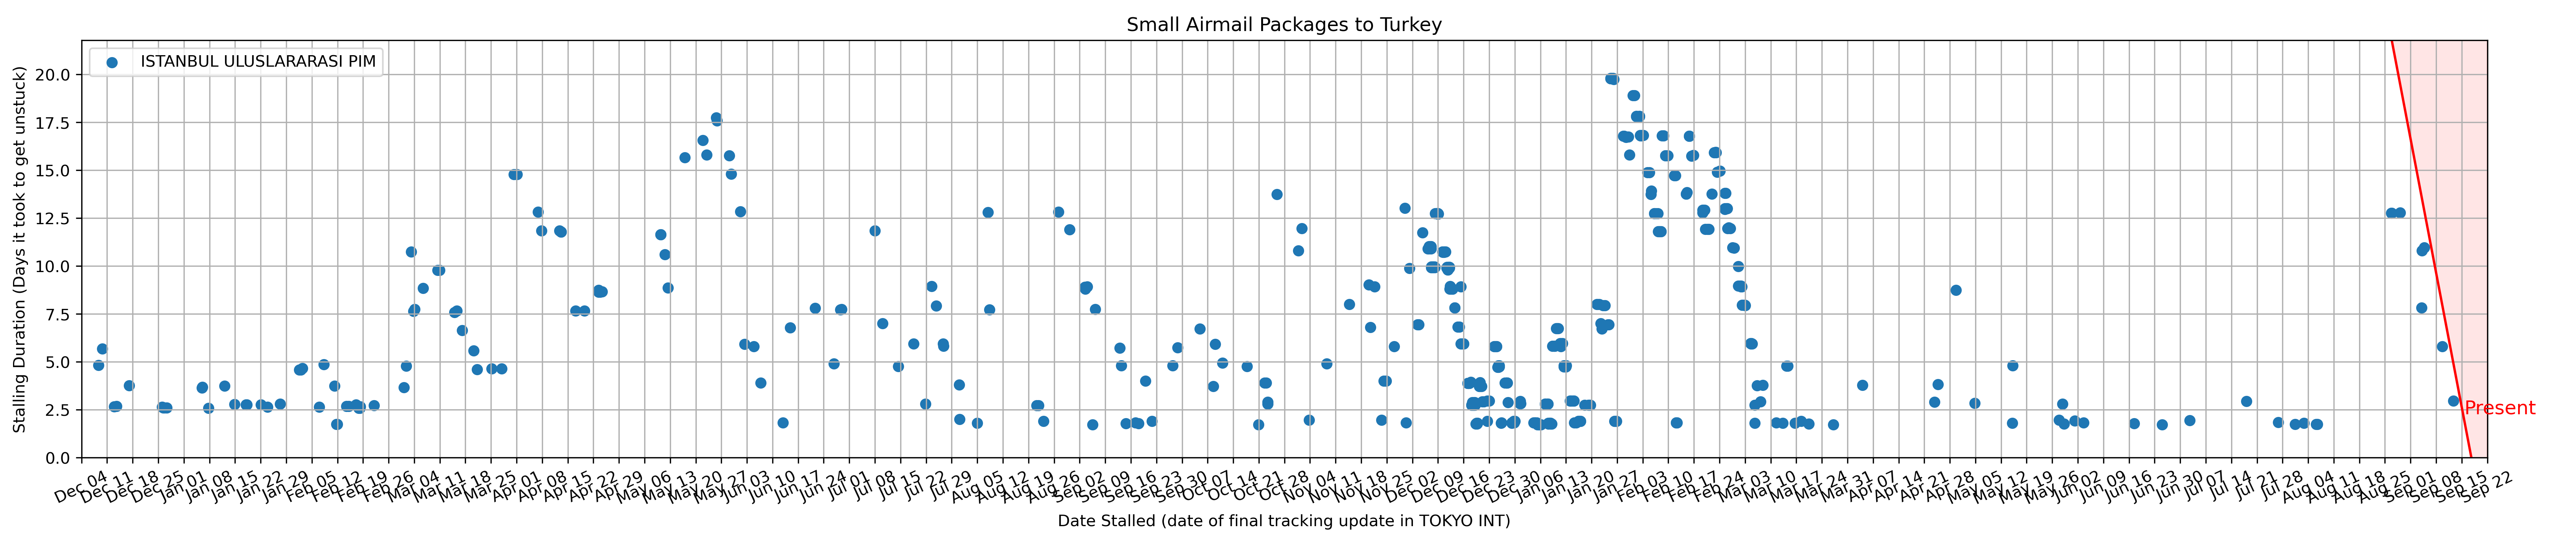 Small Airmail Packages to Turkey
ISTANBUL ULUSLARARASI PIM
Stalling Duration (Days it took to get unstuck)
20.0
17.5
15.0
12.5
10.0
7.5
5.0
2.5
0.0
Present
Dec 04 Dec 11 Dec 18 Dec 25 Jan 01 Jan 08 Jan 15 Jan 22 Jan 29 Feb 05 Feb 12 Feb 19 Feb 26 Mar 04 Mar 11 Mar 18 Mar 25 Apr 01 Apr 08 Apr 15 Apr 22 Apr 29 May 06 May 13 May 20 May 27 Jun 03 Jun 10 Jun 17 Jun 24 Jul 01 Jul 08 Jul 15 Jul 22 Jul 29 Aug 05 Aug 12 Aug 19 Aug 26 Sep 02 Sep 09 Sep 16 Sep 23 Sep 30 Oct 07 Oct 14 Oct 21 Oct 28 Nov 04 Nov 11 Nov 18 Nov 25 Dec 02 Dec 09 Dec 16 Dec 23 Dec 30 Jan 06 Jan 13 Jan 20 Jan 27 Feb 03 Feb 10 Feb 17 Feb 24 Mar 03 Mar 10 Mar 17 Mar 24 Mar 31 Apr 07 Apr 14 Apr 21 Apr 28 May 05 May 12 May 19 May 26 Jun 02 Jun 09 Jun 16 Jun 23 Jun 30 Jul 07 Jul 14 Jul 21 Jul 28 Aug 04 Aug 11 Aug 18 Aug 25 Sep 01 Sep 08 Sep 15 Sep 22
Date Stalled (date of final tracking update in TOKYO INT)